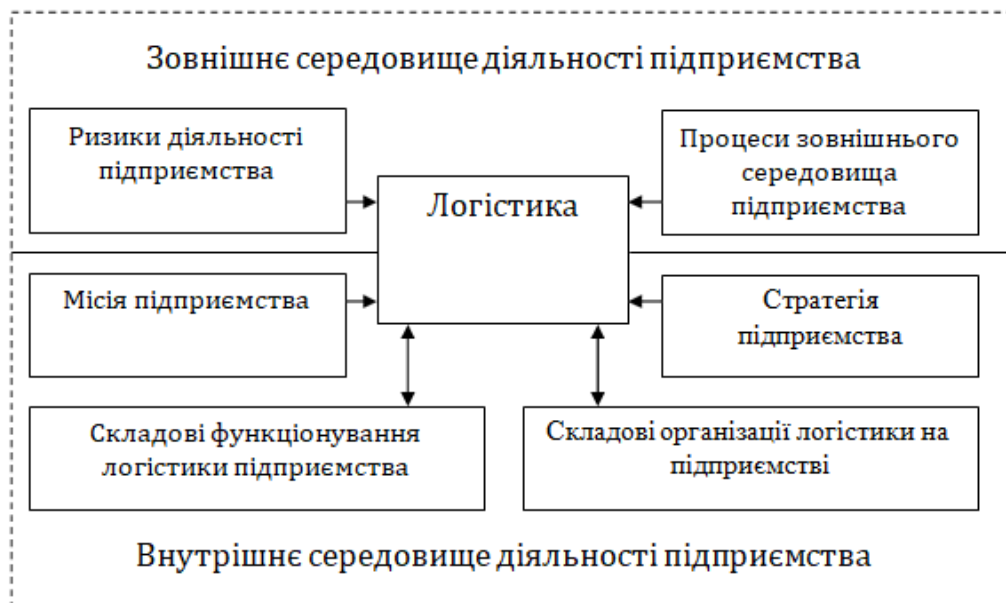 Зовнішнє середовище діяльності підприємства
Ризики діяльності
підприємства
Логістика
Процеси зовнішнього
середовища
підприємства
Місія підприємства
Стратегія
підприємства
Складові функціонування
логістики підприємства
Складові організації логістики на
підприємстві
Внутрішнє середовище діяльності підприємства